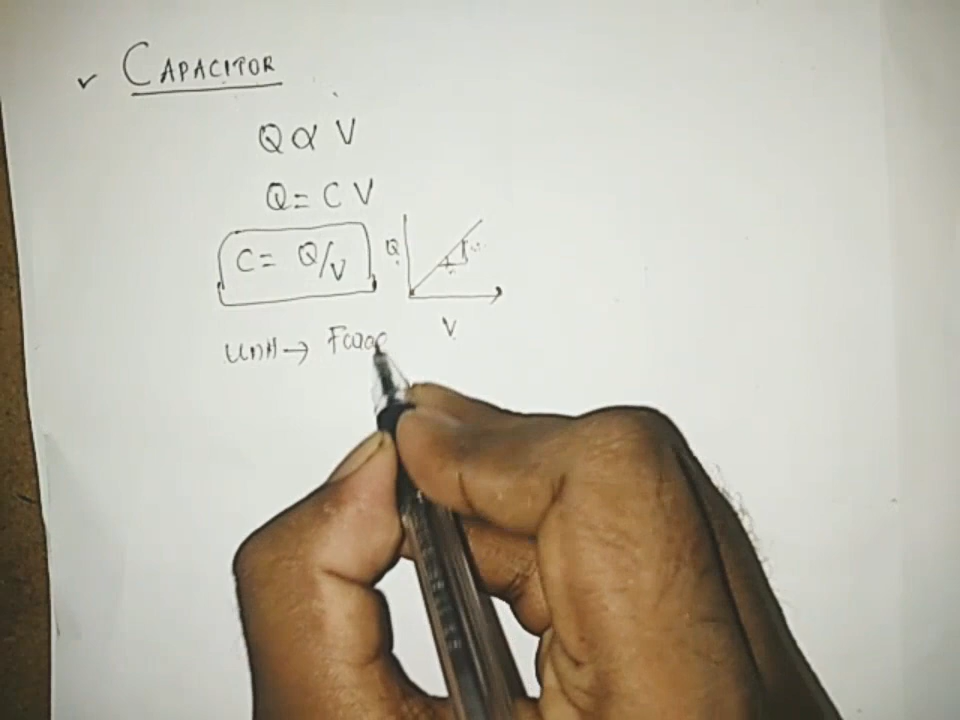 ✓ CAPACITOR
Q ∝ V
Q = C V
C = Q/V
Q
V
Unit →